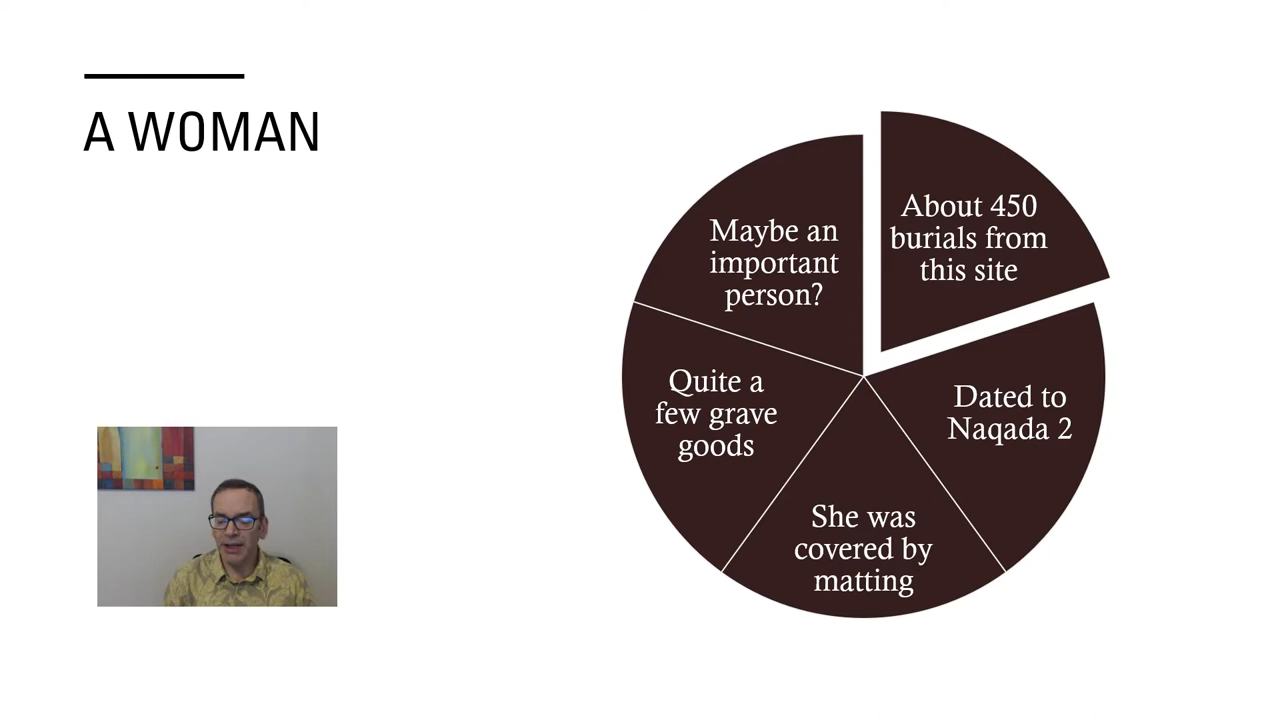 A WOMAN
About 450
burials from
this site
Dated to
Naqada 2
She was
covered by
matting
Quite a
few grave
goods
Maybe an
important
person?